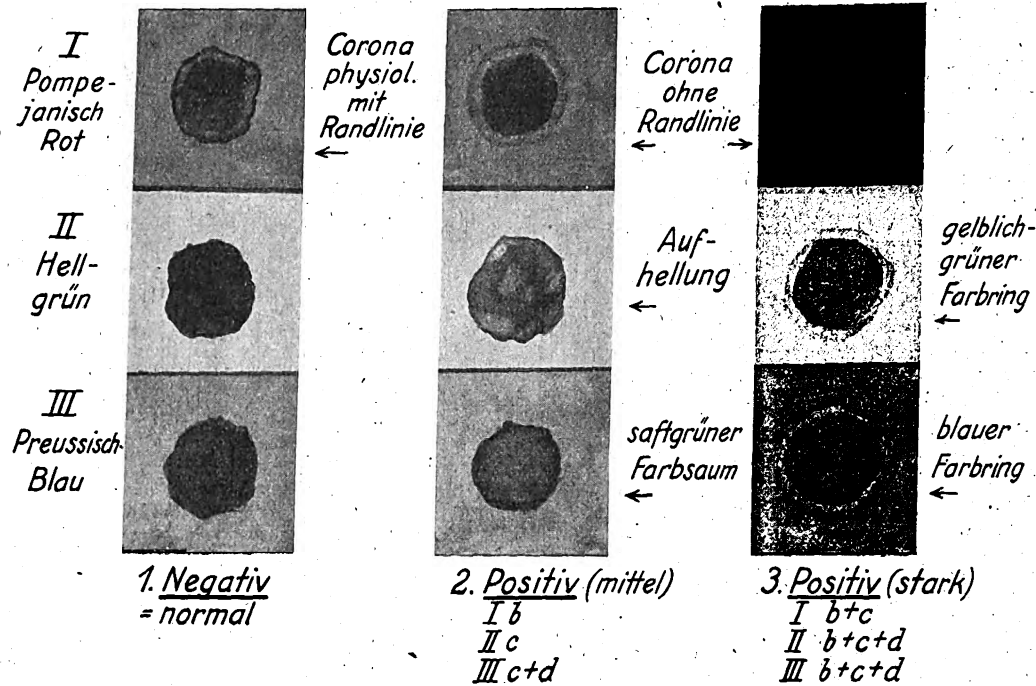 I
Pompe-
janisch
Rot
Corona
physiol.
mit
Randlinie
Corona
ohne
Randlinie
II
Hell-
grün
Auf-
hellung
gelblich-
grüner
Farbring
III
Preussisch-
Blau
saftgrüner
Farbsaum
blauer
Farbring
1. Negativ
= normal
2. Positiv (mittel)
I b
II c
III c+d
3. Positiv (stark)
I b+c
II b+c+d
III b+c+d